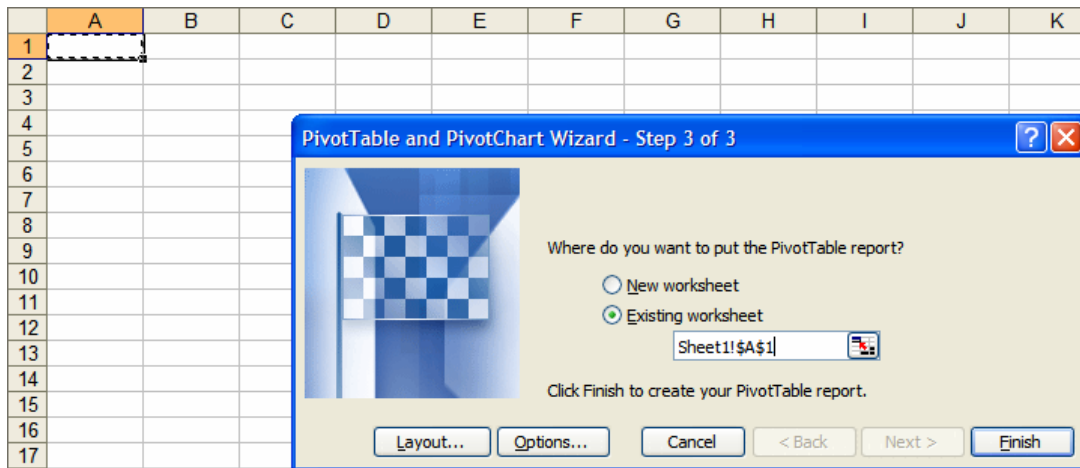 A B C D E F G H I J K
1
2
3
4
PivotTable and PivotChart Wizard - Step 3 of 3 ?
5
6
7
8
9
Where do you want to put the PivotTable report?
10
New worksheet
11
Existing worksheet
12
Sheet1!$A$1
13
14
Click Finish to create your PivotTable report.
15
16
Layout... Options... Cancel < Back Next > Finish
17